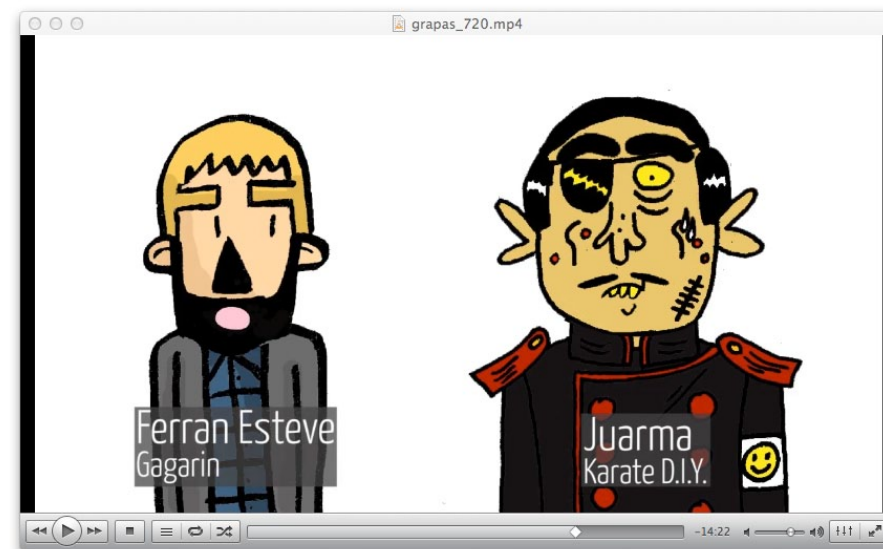 grapas_720.mp4
Ferran Esteve
Gagarin
Juarma
Karate D.I.Y.
-14:22